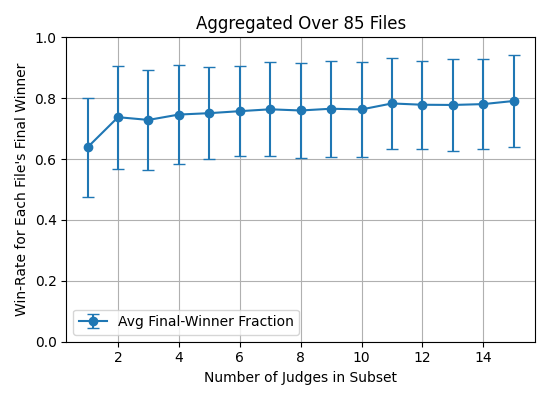 Aggregated Over 85 Files
Win-Rate for Each File's Final Winner
1.0
0.8
0.6
0.4
0.2
0.0
Avg Final-Winner Fraction
2 4 6 8 10 12 14
Number of Judges in Subset